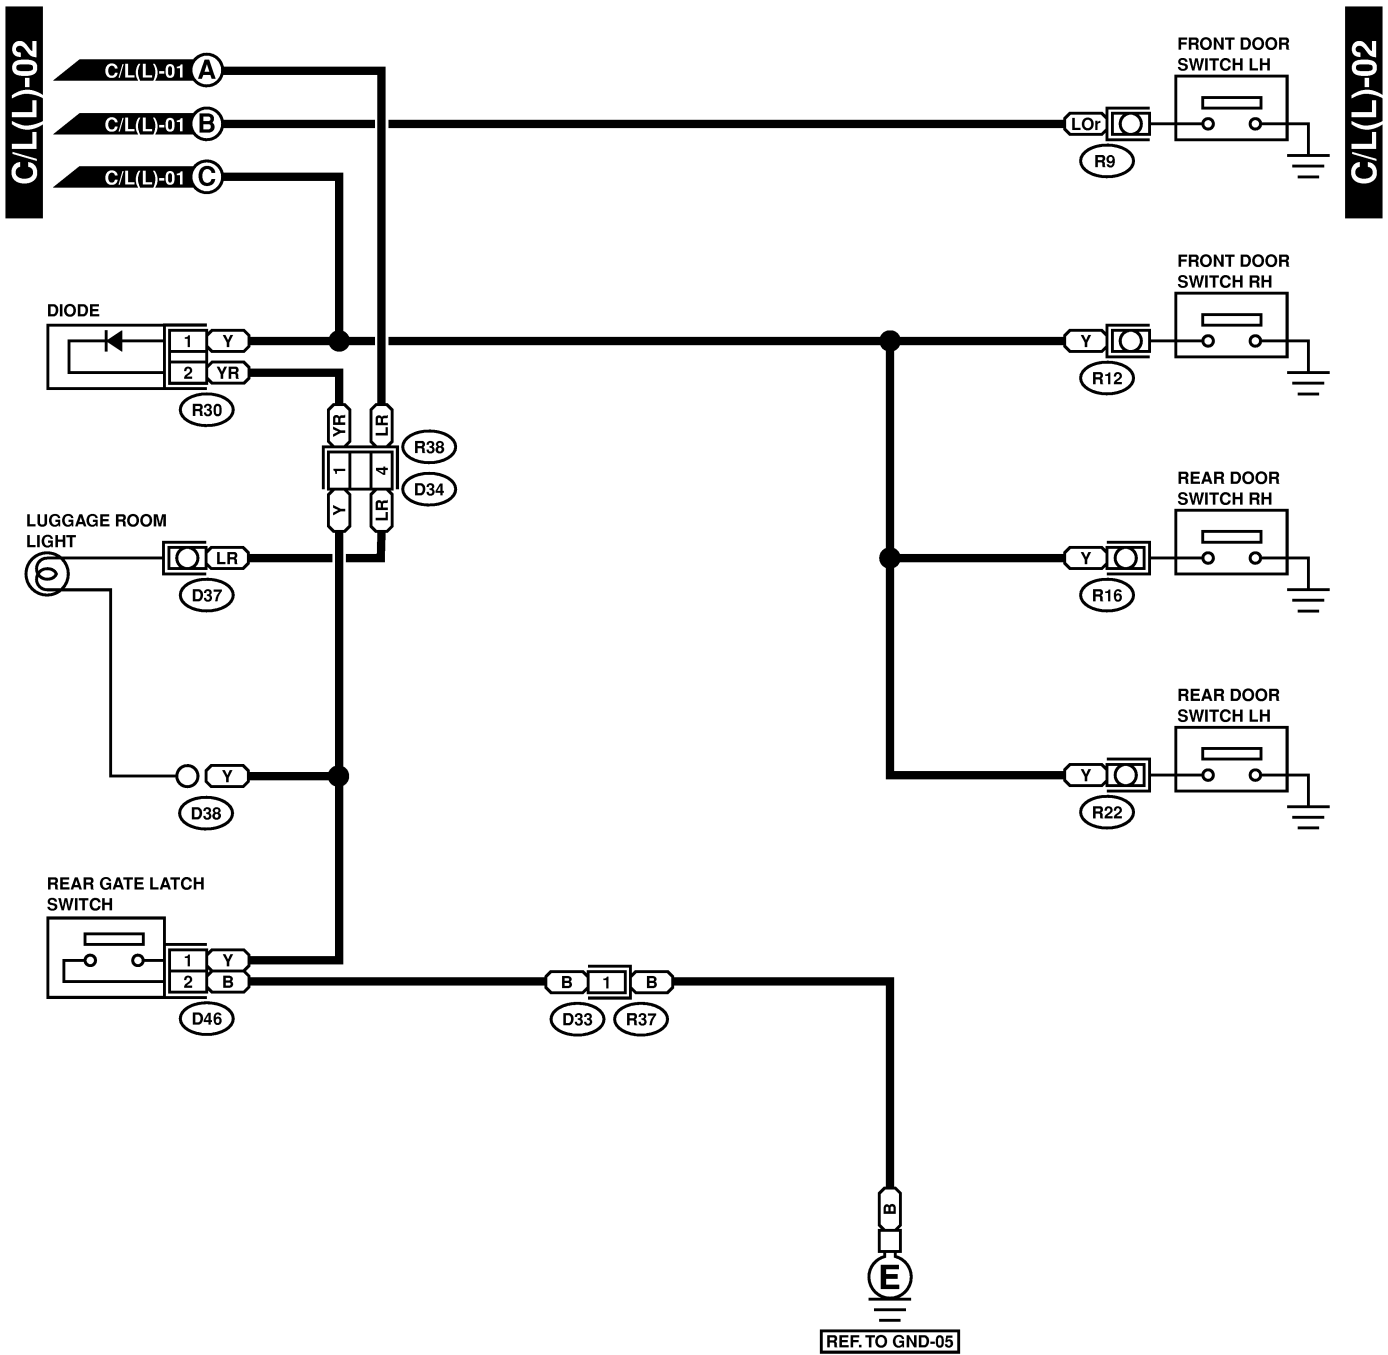 C/L(L)-02
C/L(L)-02
C/L(L)-01 A
C/L(L)-01 B
C/L(L)-01 C
FRONT DOOR
SWITCH LH
LOr
R9
FRONT DOOR
SWITCH RH
Y
R12
DIODE
1 Y
2 YR
R30
YR LR
R38
1 4
D34
Y LR
REAR DOOR
SWITCH RH
Y
R16
LUGGAGE ROOM
LIGHT
LR
D37
REAR DOOR
SWITCH LH
Y
R22
Y
D38
REAR GATE LATCH
SWITCH
1 Y
2 B
D46
B 1 B
D33 R37
B
E
REF. TO GND-05